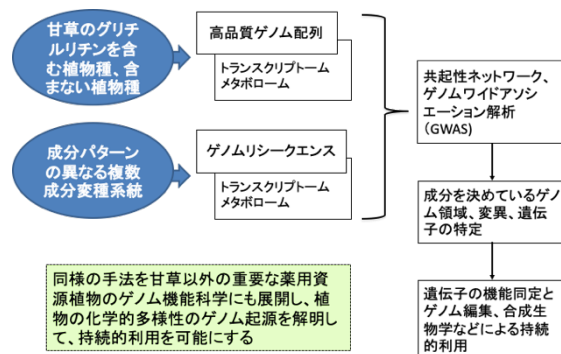 甘草のグリチ
ルリチンを含
む植物種、含
まない植物種
高品質ゲノム配列
トランスクリプトーム
メタボローム
成分パターン
の異なる複数
成分変種系統
ゲノムリシークエンス
トランスクリプトーム
メタボローム
共起性ネットワーク、
ゲノムワイドアソシ
エーション解析
（GWAS)
成分を決めているゲノ
ム領域、変異、遺伝
子の特定
遺伝子の機能同定と
ゲノム編集、合成生
物学などによる持続
的利用
同様の手法を甘草以外の重要な薬用資
源植物のゲノム機能科学にも展開し、植
物の化学的多様性のゲノム起源を解明し
て、持続的利用を可能にする